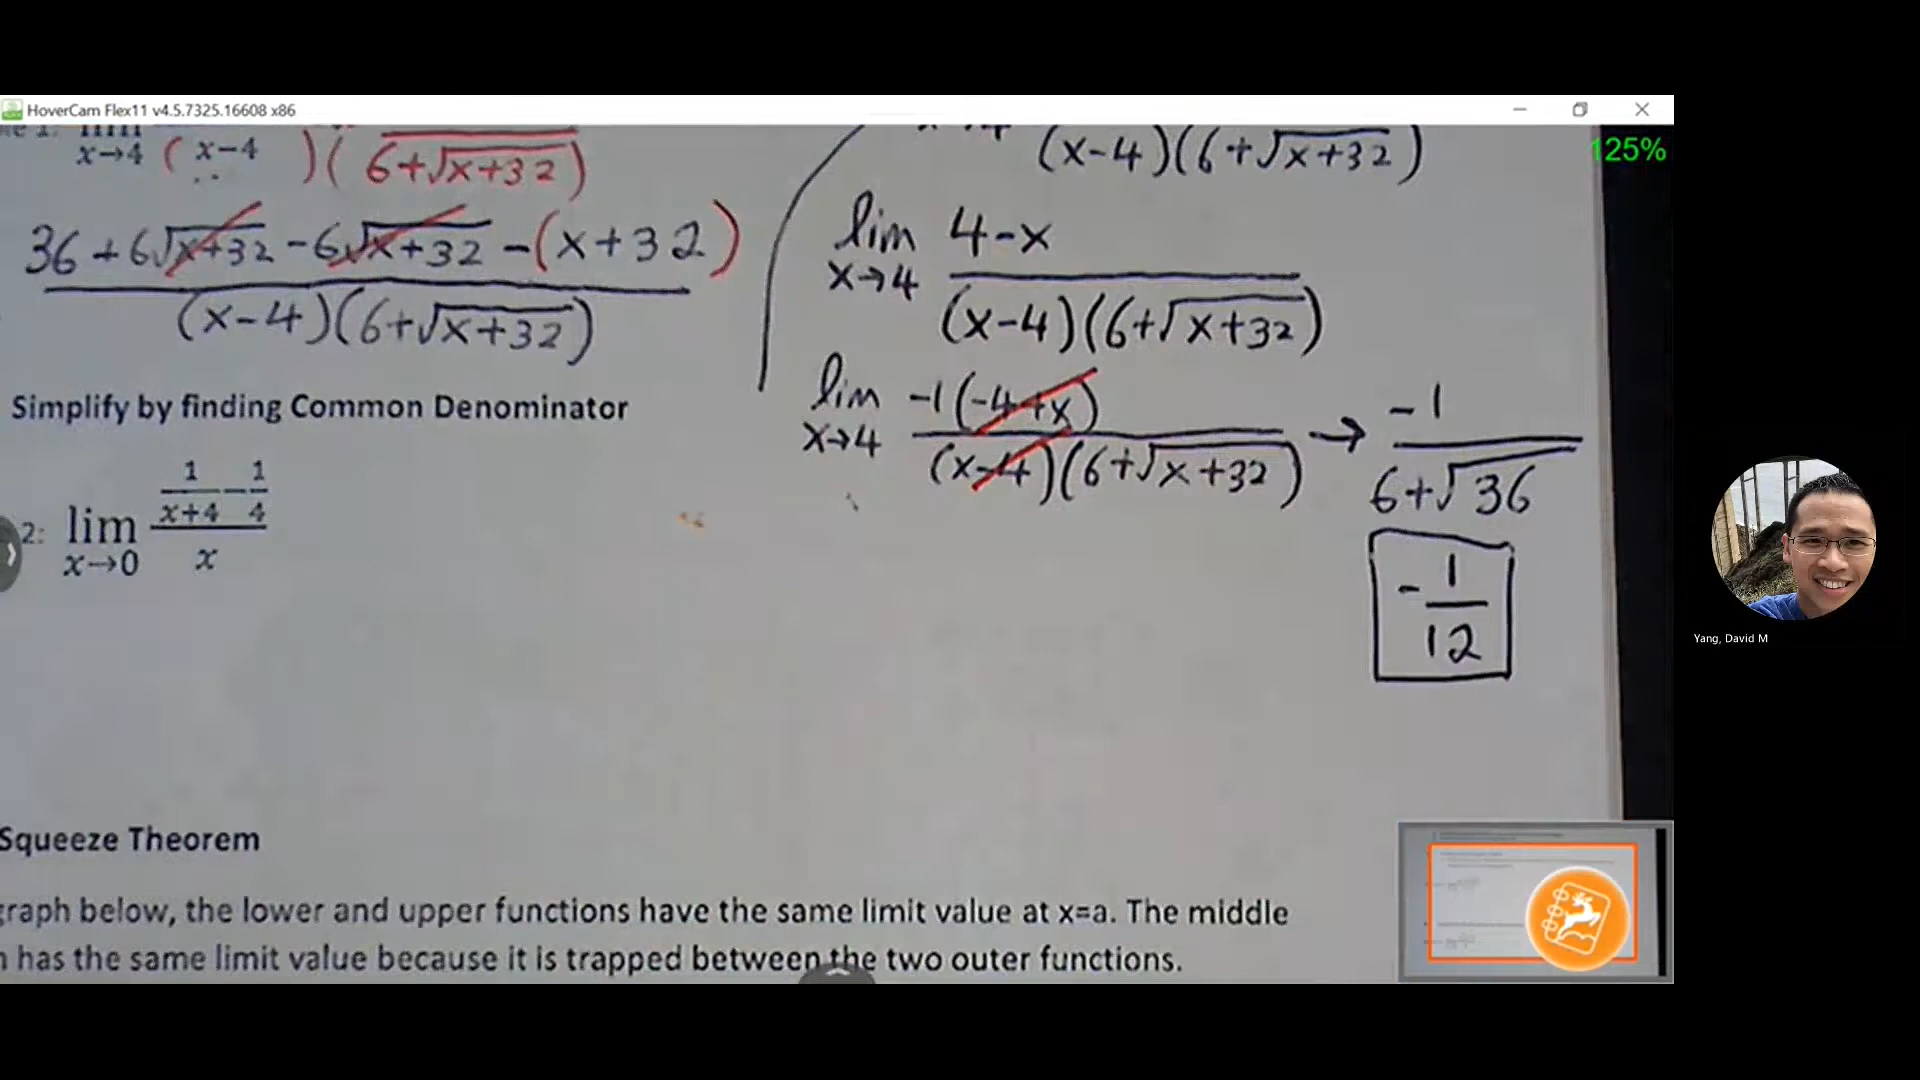 HoverCam Flex11 v4.5.7325.16608 x86
125%
lim
x→4 ( x-4 )( 6+√x+32 )
36+6√x+32 -6√x+32 -(x+32)
(x-4)(6+√x+32)
(x-4)(6+√x+32)
lim 4-x
x→4
(x-4)(6+√x+32)
lim -1(-4+x)
x→4
(x-4)(6+√x+32)
→ -1
6+√36
- 1
12
Simplify by finding Common Denominator
1 - 1
x+4 4
2: lim
x→0 x
Squeeze Theorem
graph below, the lower and upper functions have the same limit value at x=a. The middle
has the same limit value because it is trapped between the two outer functions.
Yang, David M